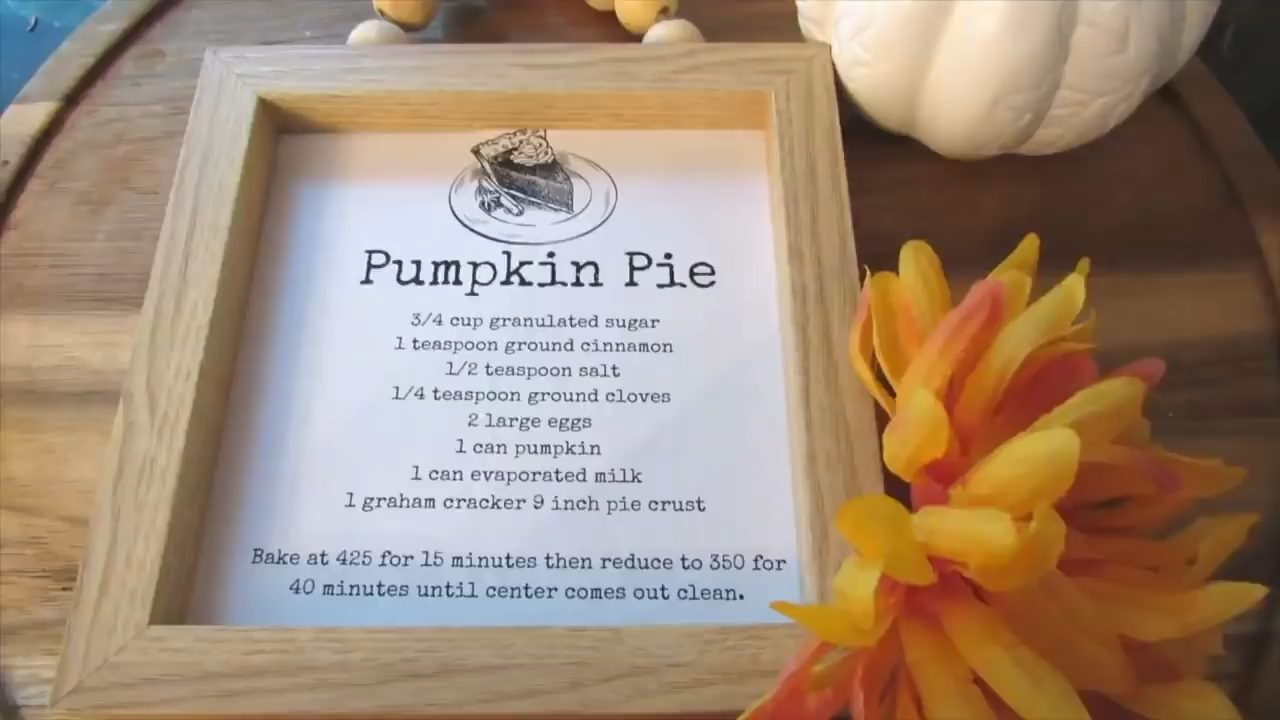 Pumpkin Pie
3/4 cup granulated sugar
1 teaspoon ground cinnamon
1/2 teaspoon salt
1/4 teaspoon ground cloves
2 large eggs
1 can pumpkin
1 can evaporated milk
1 graham cracker 9 inch pie crust
Bake at 425 for 15 minutes then reduce to 350 for
40 minutes until center comes out clean.